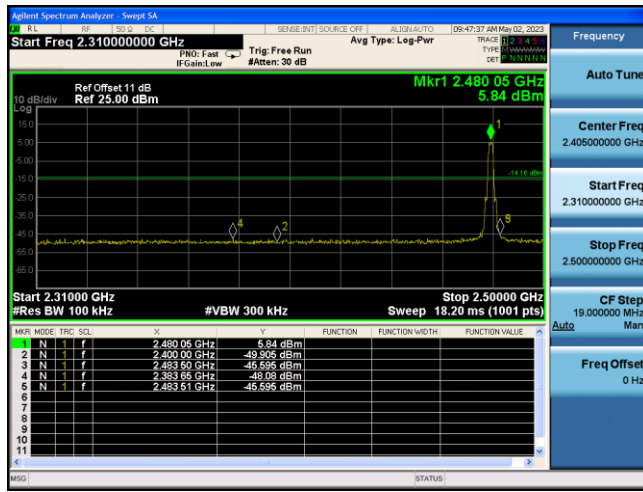 Agilent Spectrum Analyzer - Swept SA
RL RF 50 Ω DC SENSE:INT SOURCE OFF ALIGNAUTO 09:47:37 AM May 02, 2023
Start Freq 2.310000000 GHz
PNO: Fast
IFGain:Low
Trig: Free Run
#Atten: 30 dB
Avg Type: Log-Pwr
TRACE 1 2 3 4 5 6
TYPE M
DET P N N N N N
Ref Offset 11 dB
10 dB/div Ref 25.00 dBm
Log
Mkr1 2.480 05 GHz
5.84 dBm
15.0
5.00
-5.00
-15.0
-25.0
-35.0
-45.0
-55.0
-65.0
1
-14.16 dBm
4
2
5
Start 2.31000 GHz Stop 2.50000 GHz
#Res BW 100 kHz #VBW 300 kHz Sweep 18.20 ms (1001 pts)
MKR MODE TRC SCL X Y FUNCTION FUNCTION WIDTH FUNCTION VALUE
1 N 1 f 2.480 05 GHz 5.84 dBm
2 N 1 f 2.400 00 GHz -49.905 dBm
3 N 1 f 2.483 50 GHz -45.595 dBm
4 N 1 f 2.383 65 GHz -48.08 dBm
5 N 1 f 2.483 51 GHz -45.595 dBm
6
7
8
9
10
11
MSG STATUS
Frequency
Auto Tune
Center Freq
2.405000000 GHz
Start Freq
2.310000000 GHz
Stop Freq
2.500000000 GHz
CF Step
19.000000 MHz
Auto Man
Freq Offset
0 Hz